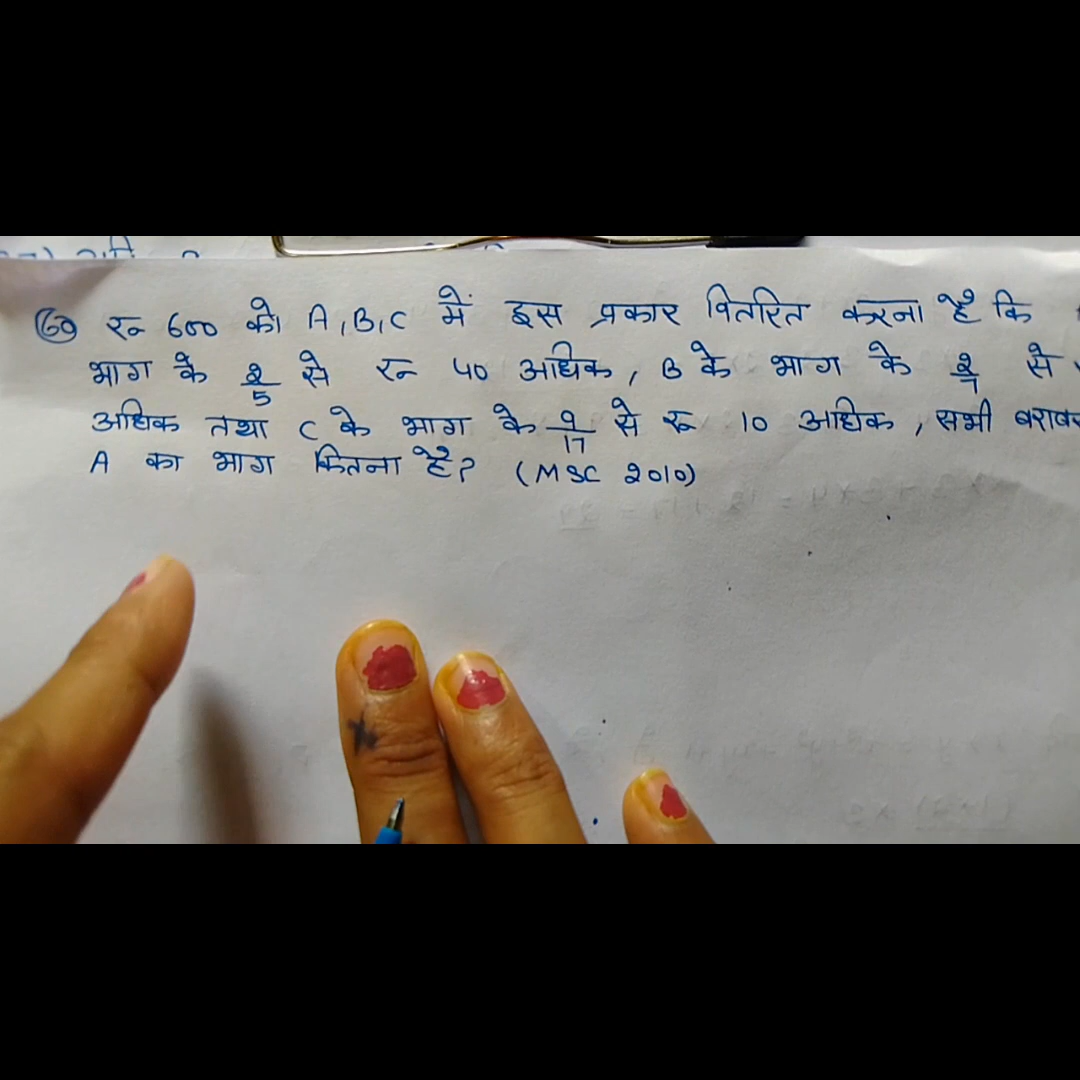 60 रू 600 को A, B, C में इस प्रकार वितरित करना है कि
भाग के 2/5 से रू 40 अधिक, B के भाग के 2/7 से
अधिक तथा C के भाग के 9/17 से रू 10 अधिक, सभी बराबर
A का भाग कितना है? (MSC 2010)